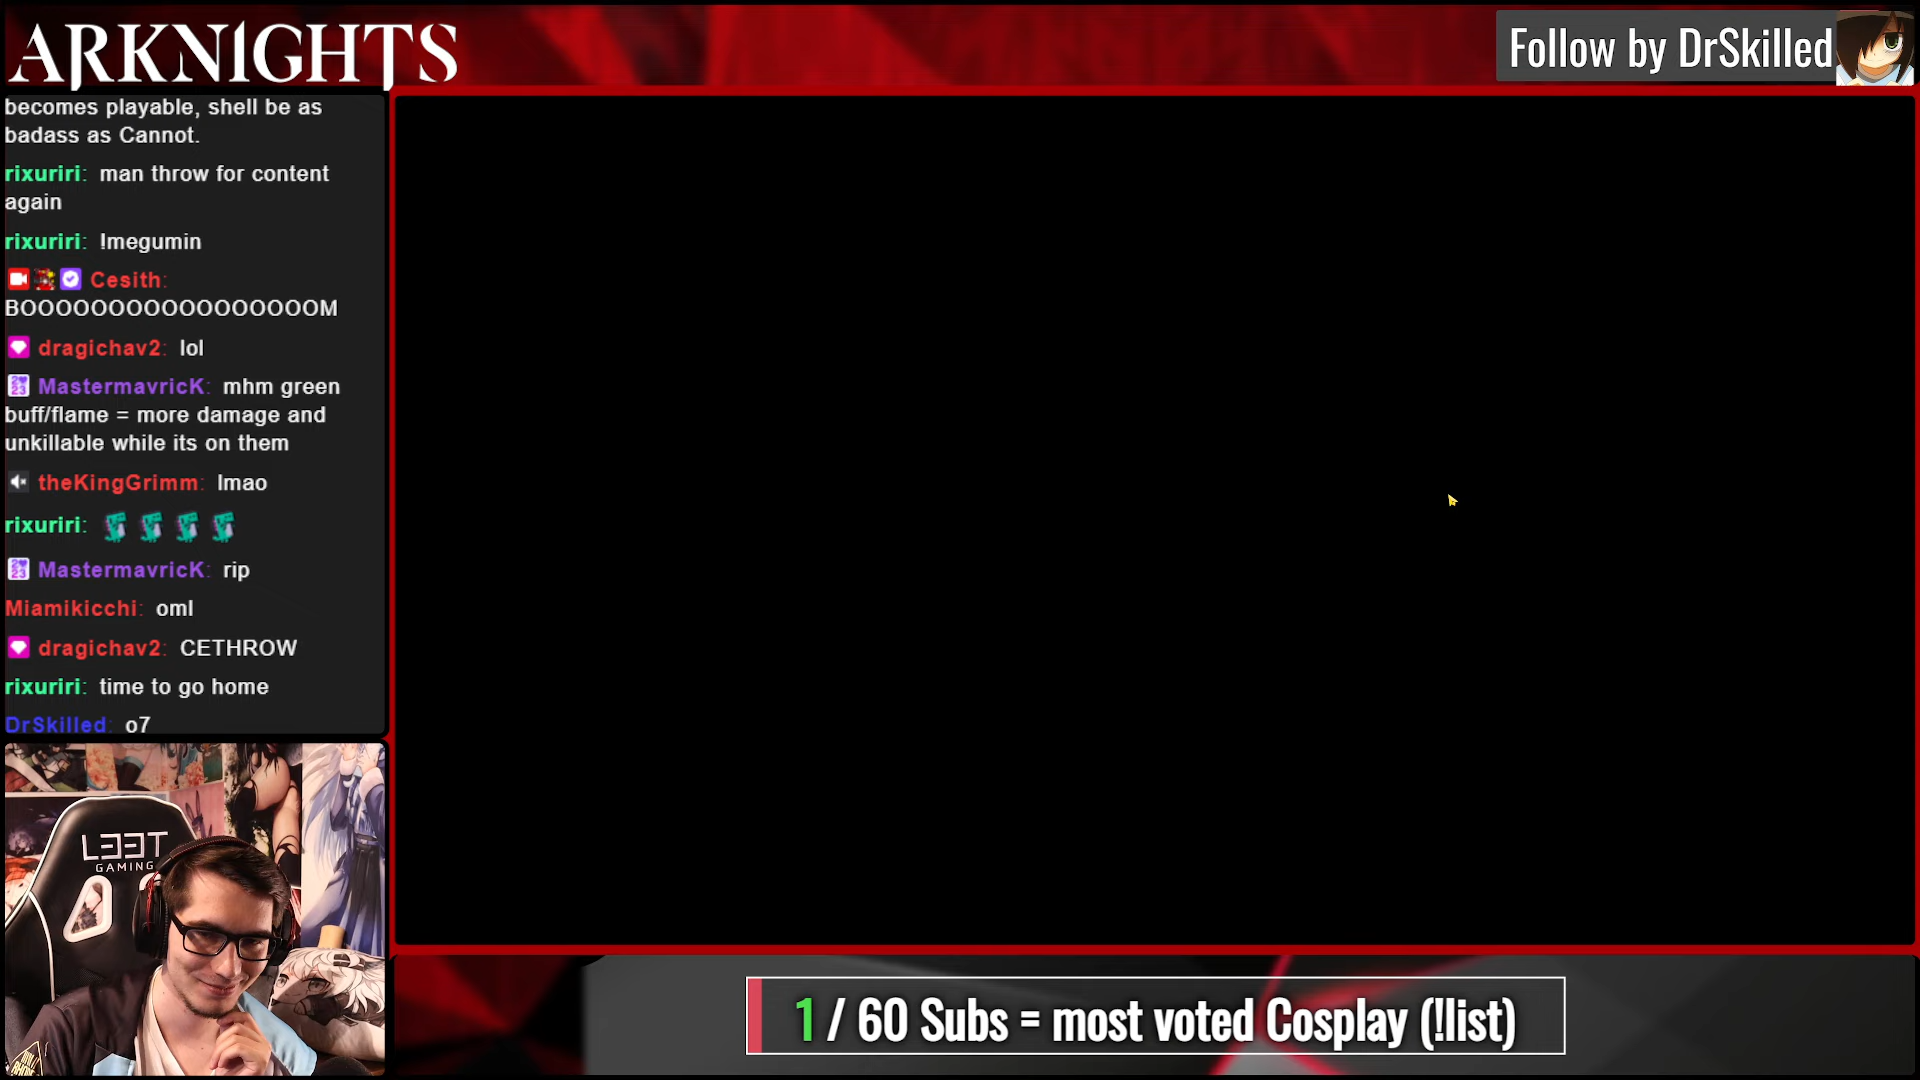 ARKNIGHTS
Follow by DrSkilled
becomes playable, shell be as
badass as Cannot.
rixuriri: man throw for content
again
rixuriri: !megumin
Cesith:
BOOOOOOOOOOOOOOOOOM
dragichav2: lol
MastermavricK: mhm green
buff/flame = more damage and
unkillable while its on them
theKingGrimm: lmao
rixuriri:
MastermavricK: rip
Miamikicchi: oml
dragichav2: CETHROW
rixuriri: time to go home
DrSkilled: o7
L33T
GAMING
1 / 60 Subs = most voted Cosplay (!list)